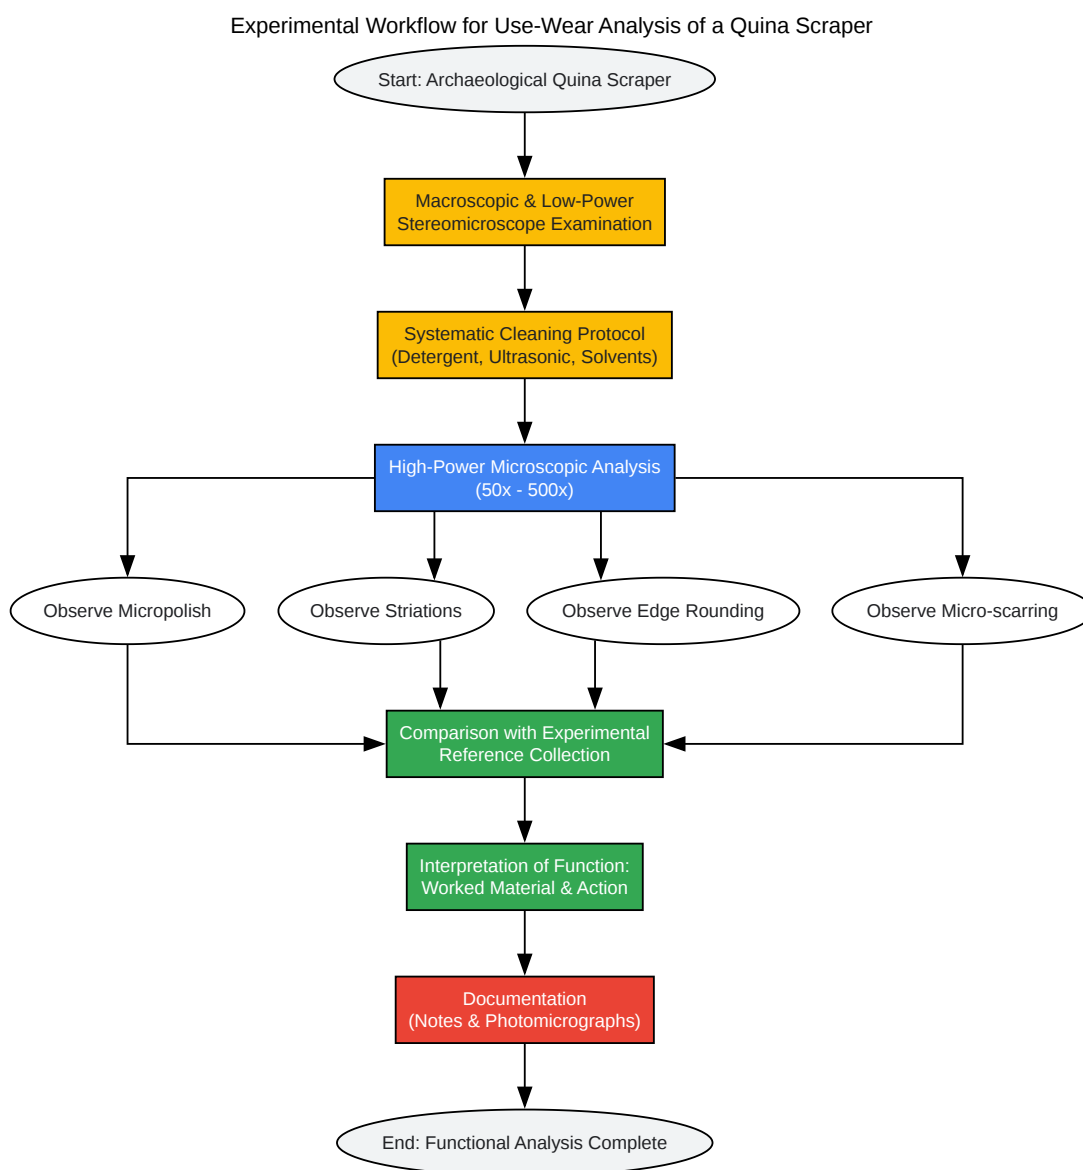 Experimental Workflow for Use-Wear Analysis of a Quina Scraper
Start: Archaeological Quina Scraper
Macroscopic & Low-Power
Stereomicroscope Examination
Systematic Cleaning Protocol
(Detergent, Ultrasonic, Solvents)
High-Power Microscopic Analysis
(50x - 500x)
Observe Micropolish
Observe Striations
Observe Edge Rounding
Observe Micro-scarring
Comparison with Experimental
Reference Collection
Interpretation of Function:
Worked Material & Action
Documentation
(Notes & Photomicrographs)
End: Functional Analysis Complete